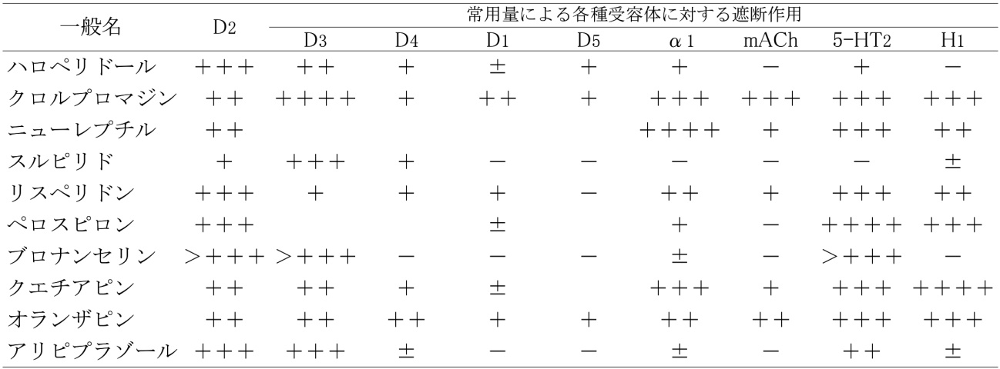 常用量による各種受容体に対する遮断作用
一般名 D2 D3 D4 D1 D5 α1 mACh 5-HT2 H1
ハロペリドール +++ ++ + ± + + − + −
クロルプロマジン ++ ++++ + ++ + +++ +++ +++ +++
ニューレプチル ++ ++++ + +++ ++
スルピリド + +++ + − − − − − ±
リスペリドン +++ + + + − ++ + +++ ++
ペロスピロン +++ ± + − ++++ +++
ブロナンセリン >+++ >+++ − − − ± − >+++ −
クエチアピン ++ ++ + ± +++ + +++ ++++
オランザピン ++ ++ ++ + + ++ ++ +++ +++
アリピプラゾール +++ +++ ± − − ± − ++ ±